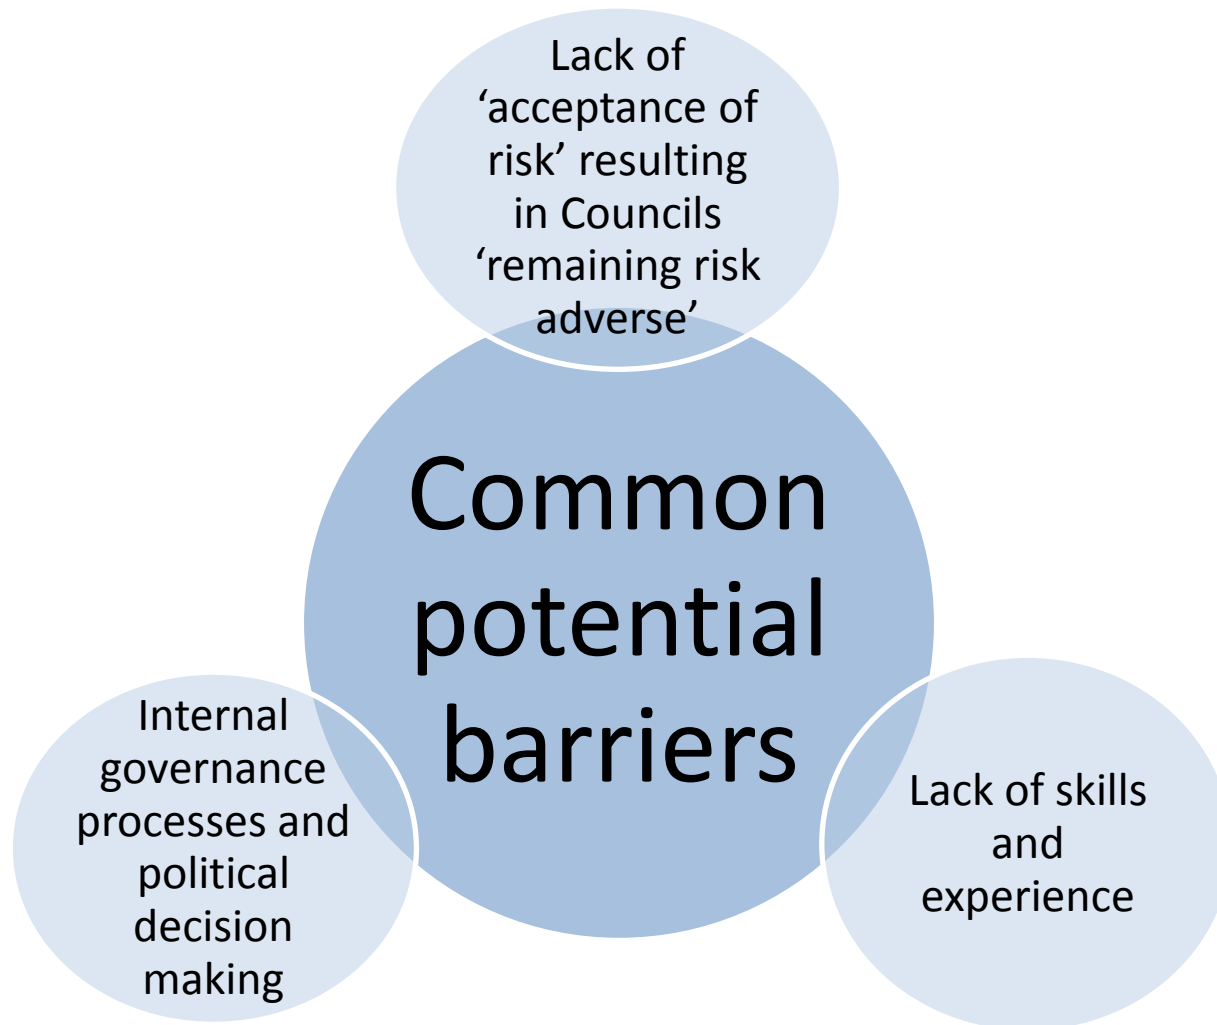 Lack of
‘acceptance of
risk’ resulting
in Councils
‘remaining risk
adverse’
Common
potential
barriers
Internal
governance
processes and
political
decision
making
Lack of skills
and
experience